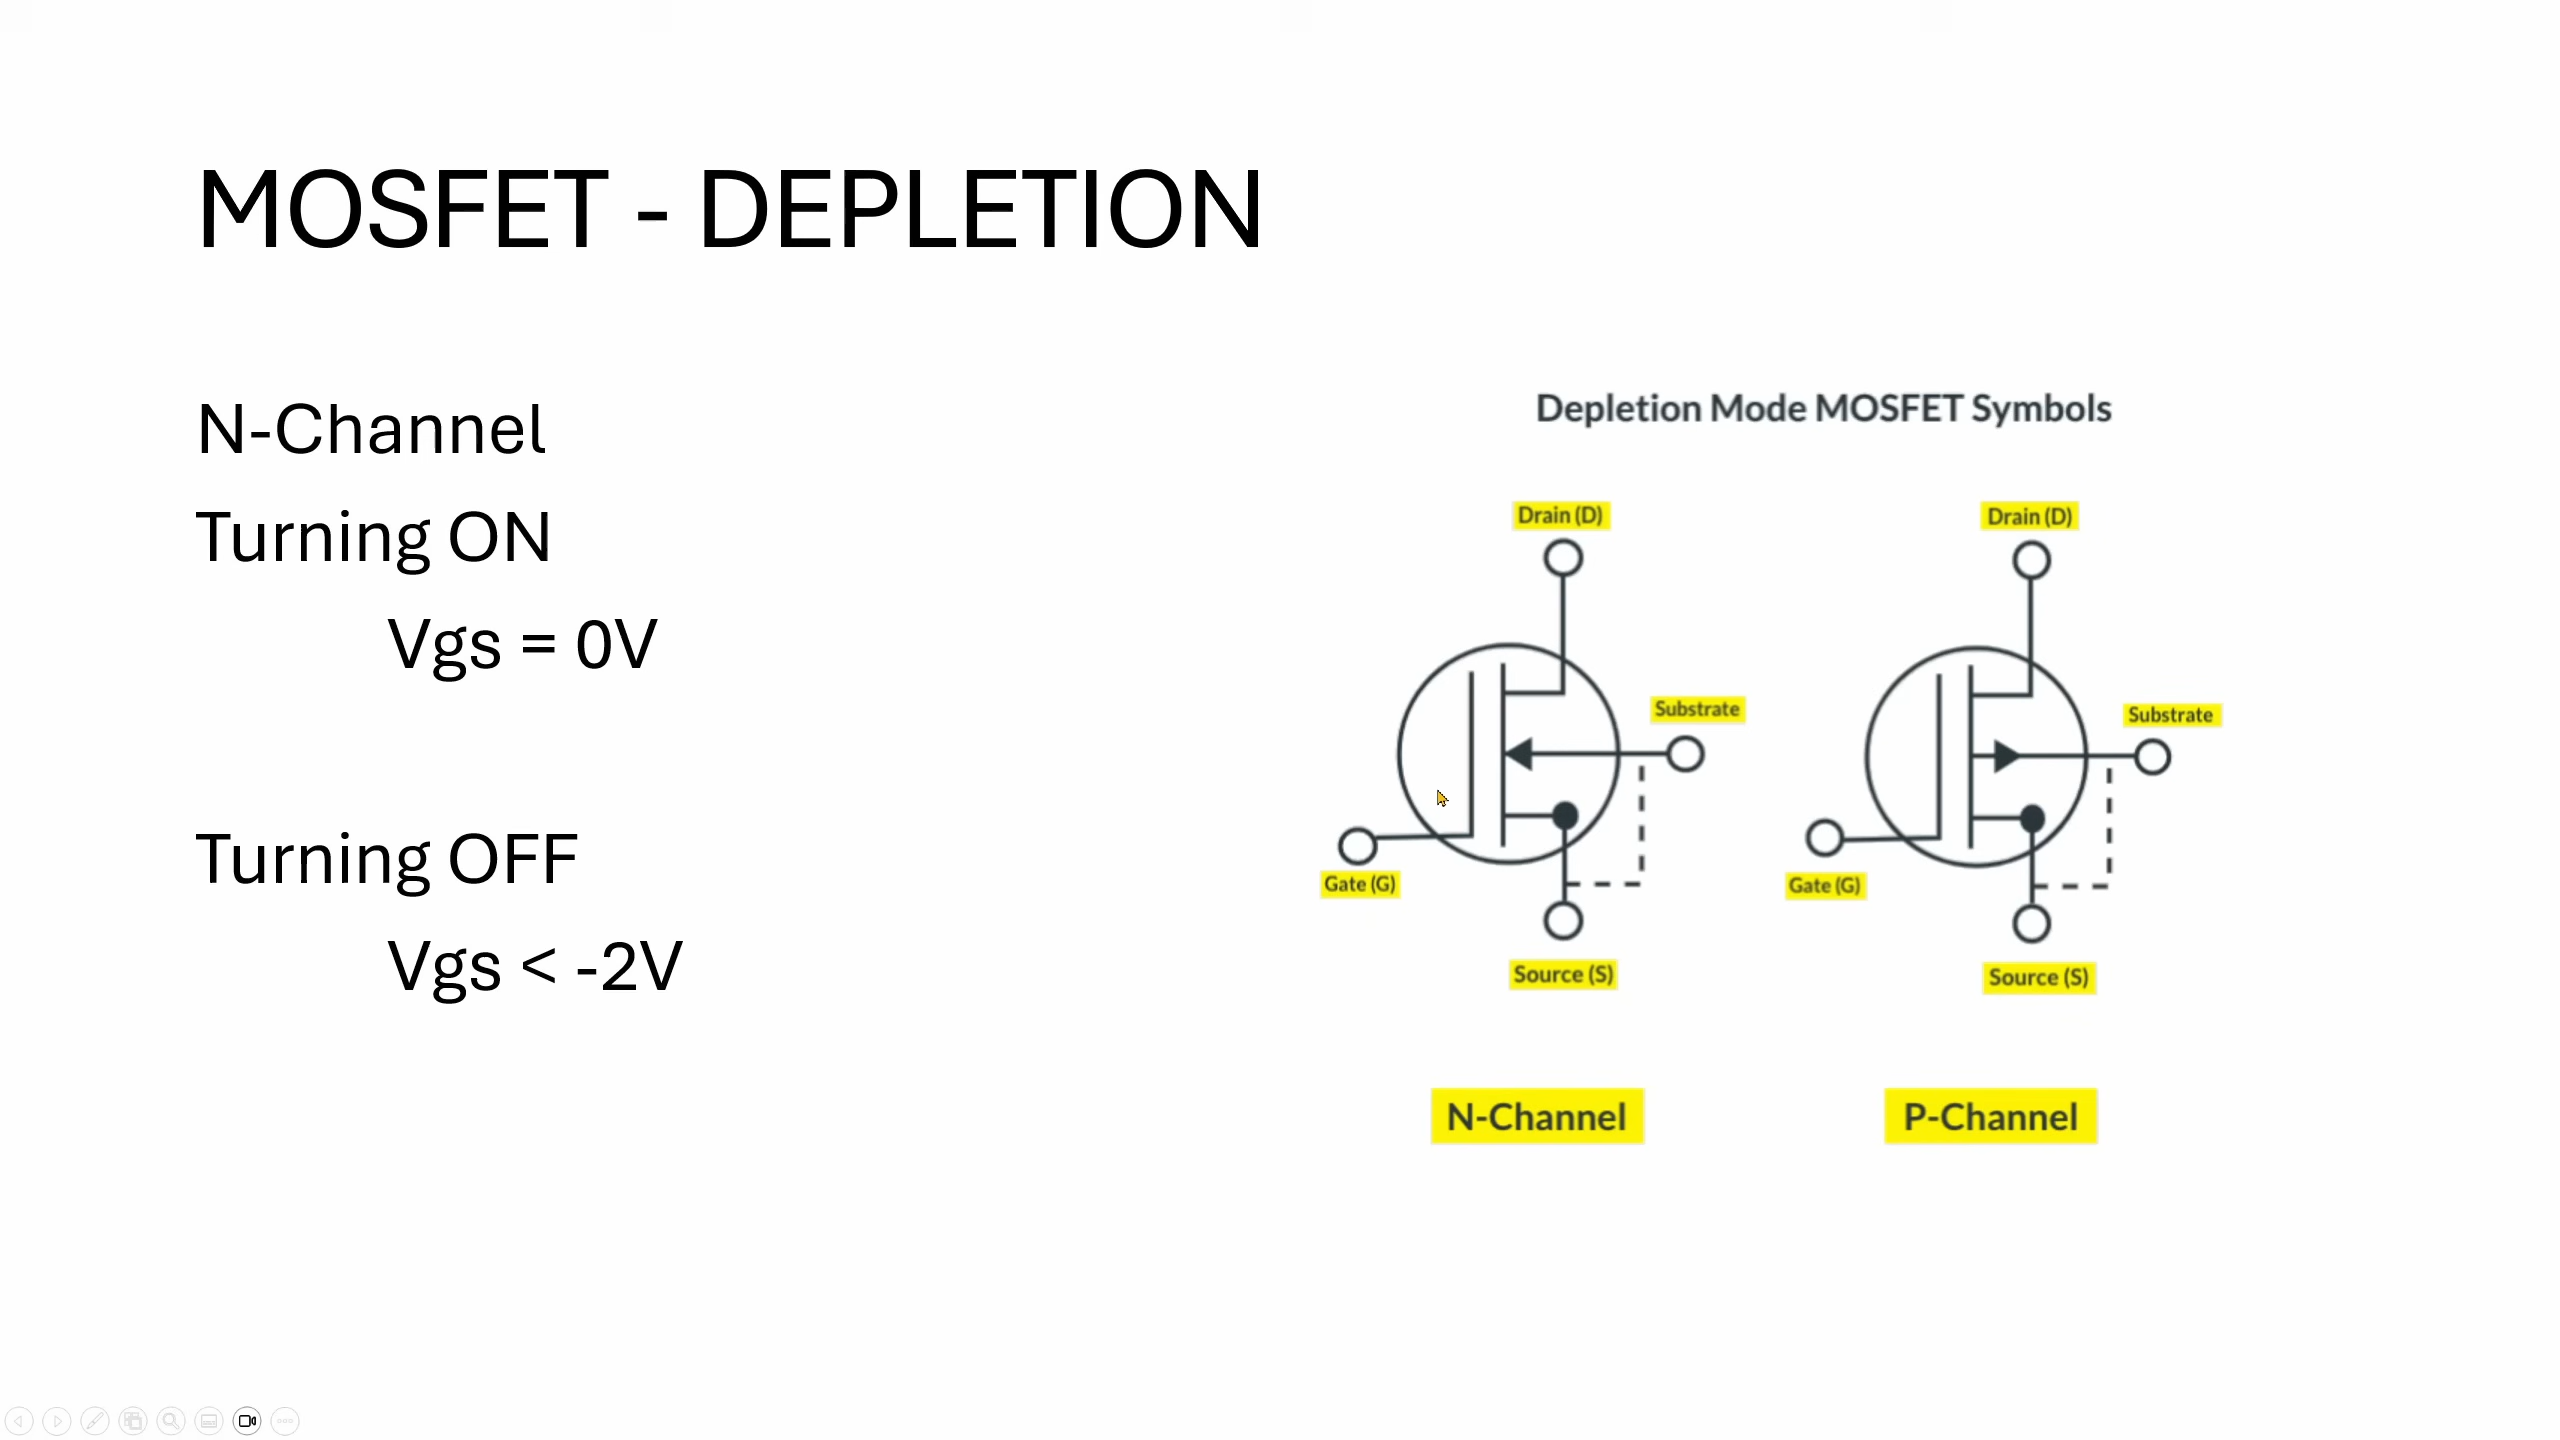 MOSFET - DEPLETION
N-Channel
Turning ON
Vgs = 0V
Turning OFF
Vgs < -2V
Depletion Mode MOSFET Symbols
Drain (D)
Drain (D)
Substrate
Substrate
Gate (G)
Gate (G)
Source (S)
Source (S)
N-Channel
P-Channel